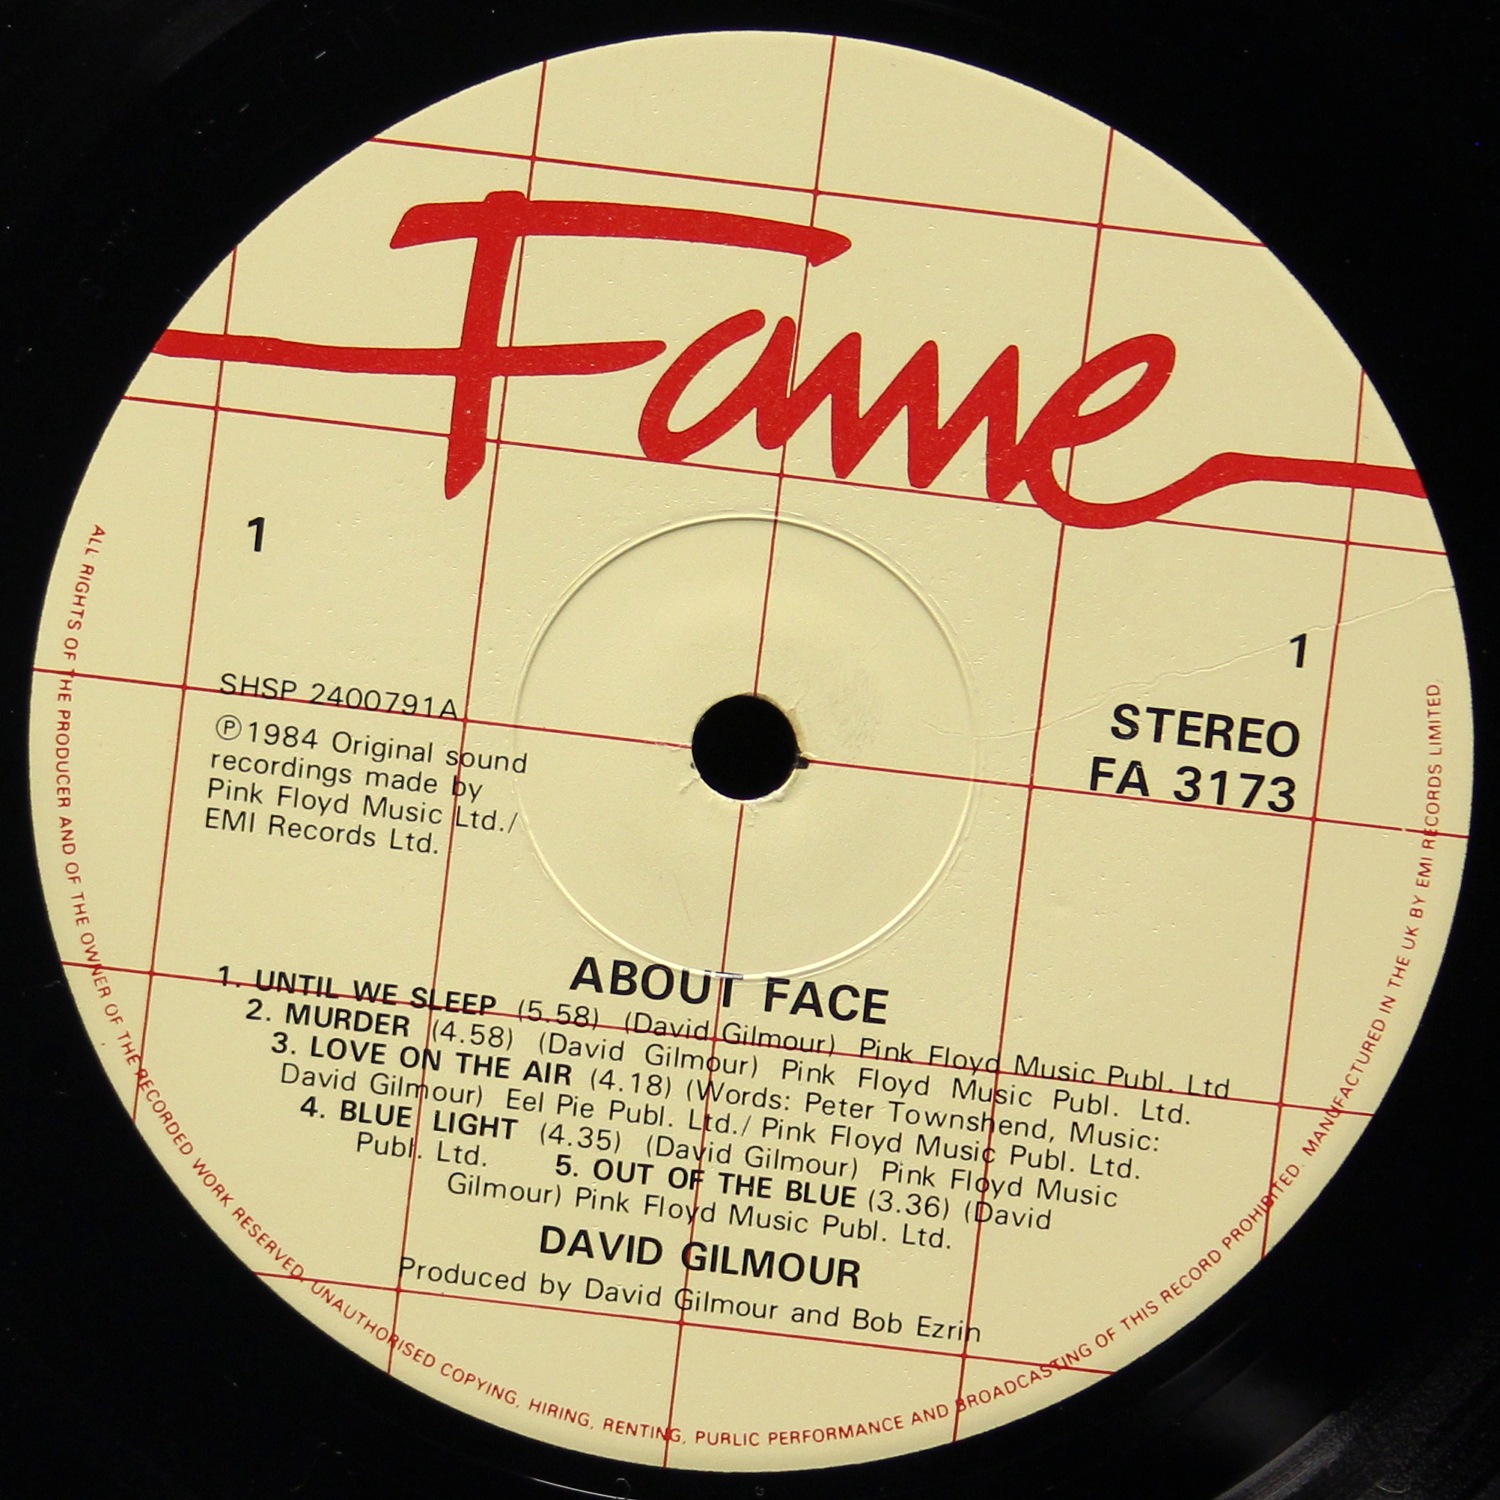 Fame
1
1
SHSP 2400791A
STEREO
FA 3173
Ⓟ1984 Original sound
recordings made by
Pink Floyd Music Ltd./
EMI Records Ltd.
ABOUT FACE
1. UNTIL WE SLEEP (5.58) (David Gilmour) Pink Floyd Music Publ. Ltd
2. MURDER (4.58) (David Gilmour) Pink Floyd Music Publ. Ltd.
3. LOVE ON THE AIR (4.18) (Words: Peter Townshend, Music:
David Gilmour) Eel Pie Publ. Ltd./ Pink Floyd Music Publ. Ltd.
4. BLUE LIGHT (4.35) (David Gilmour) Pink Floyd Music
Publ. Ltd. 5. OUT OF THE BLUE (3.36) (David
Gilmour) Pink Floyd Music Publ. Ltd.
DAVID GILMOUR
Produced by David Gilmour and Bob Ezrin
ALL RIGHTS OF THE PRODUCER AND OF THE OWNER OF THE RECORDED WORK RESERVED. UNAUTHORISED COPYING, HIRING, RENTING, PUBLIC PERFORMANCE AND BROADCASTING OF THIS RECORD PROHIBITED. MANUFACTURED IN THE UK BY EMI RECORDS LIMITED.